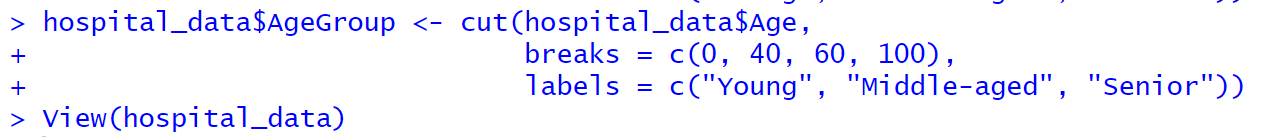 > hospital_data$AgeGroup <- cut(hospital_data$Age,
+                               breaks = c(0, 40, 60, 100),
+                               labels = c("Young", "Middle-aged", "Senior"))
> View(hospital_data)